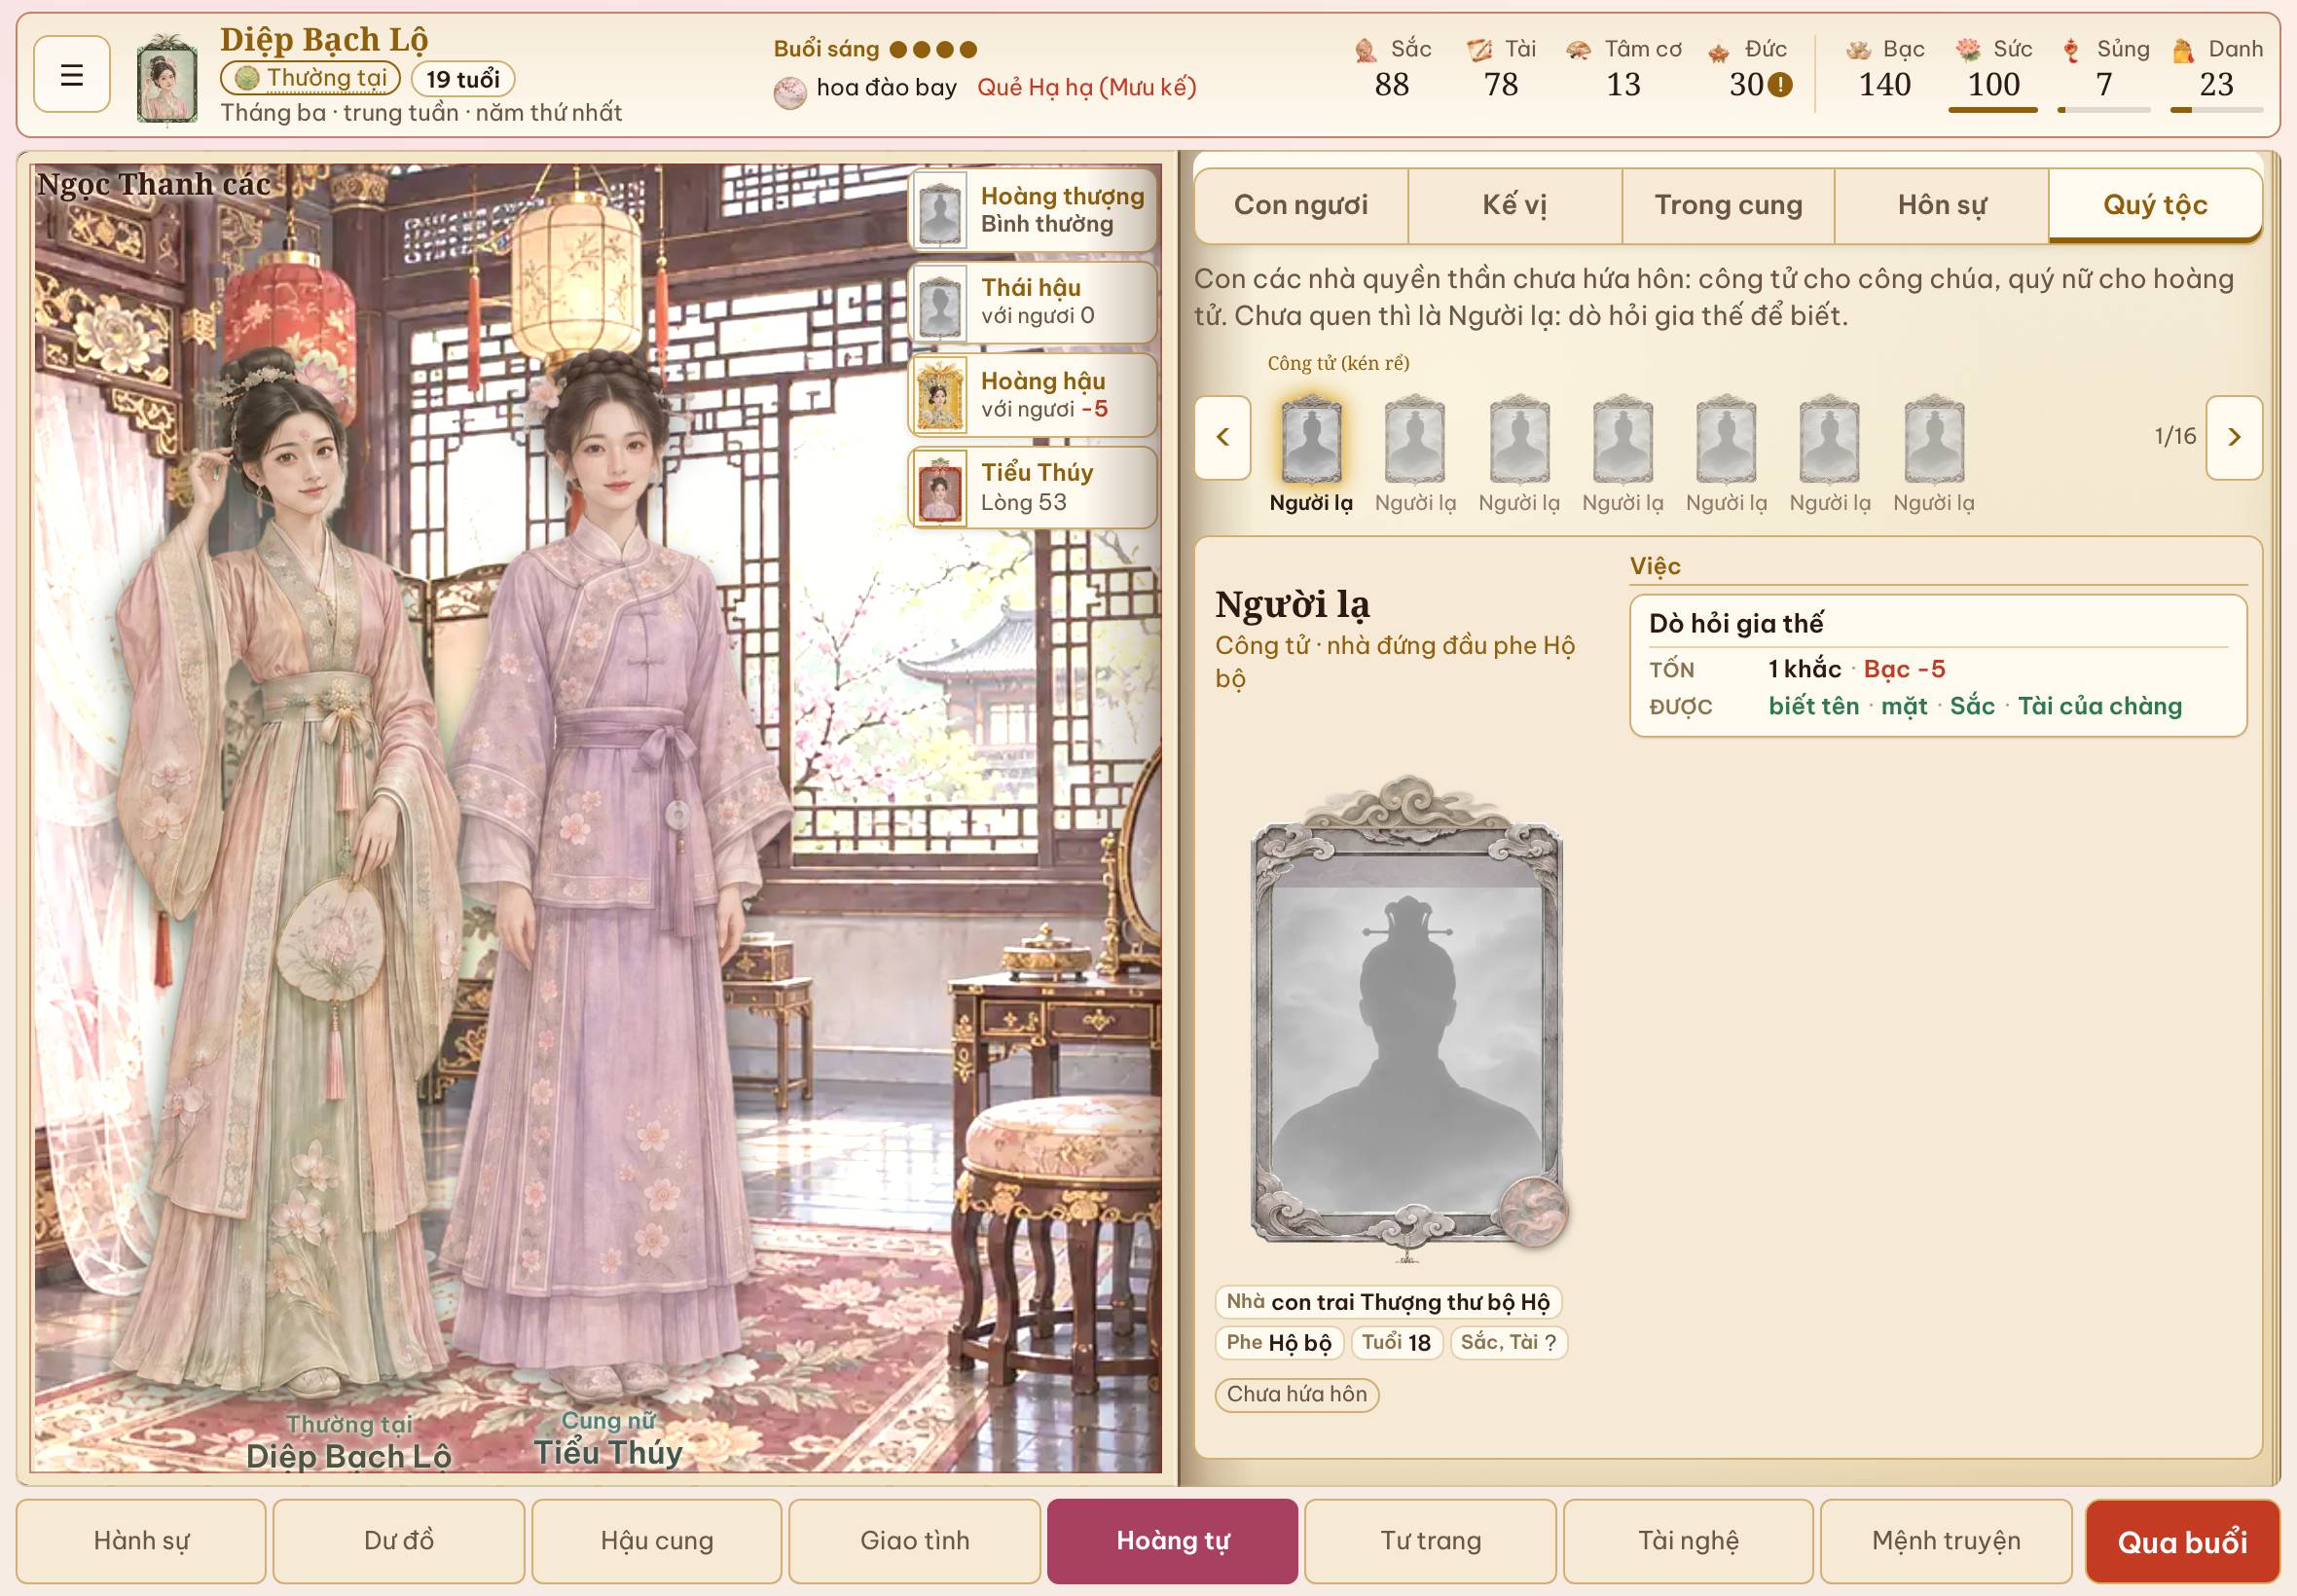 Diệp Bạch Lộ
Thường tại
19 tuổi
Tháng ba · trung tuần · năm thứ nhất
Buổi sáng
hoa đào bay
Quẻ Hạ hạ (Mưu kế)
Sắc
88
Tài
78
Tâm cơ
13
Đức
30
Bạc
140
Sức
100
Sủng
7
Danh
23
Ngọc Thanh các
Hoàng thượng
Bình thường
Thái hậu
với ngươi 0
Hoàng hậu
với ngươi -5
Tiểu Thúy
Lòng 53
Thường tại
Diệp Bạch Lộ
Cung nữ
Tiểu Thúy
Con ngươi
Kế vị
Trong cung
Hôn sự
Quý tộc
Con các nhà quyền thần chưa hứa hôn: công tử cho công chúa, quý nữ cho hoàng
tử. Chưa quen thì là Người lạ: dò hỏi gia thế để biết.
Công tử (kén rể)
Người lạ
Người lạ
Người lạ
Người lạ
Người lạ
Người lạ
Người lạ
1/16
Người lạ
Công tử · nhà đứng đầu phe Hộ
bộ
Nhà con trai Thượng thư bộ Hộ
Phe Hộ bộ
Tuổi 18
Sắc, Tài ?
Chưa hứa hôn
Việc
Dò hỏi gia thế
TỐN 1 khắc · Bạc -5
ĐƯỢC biết tên · mặt · Sắc · Tài của chàng
Hành sự
Dư đồ
Hậu cung
Giao tình
Hoàng tự
Tư trang
Tài nghệ
Mệnh truyện
Qua buổi